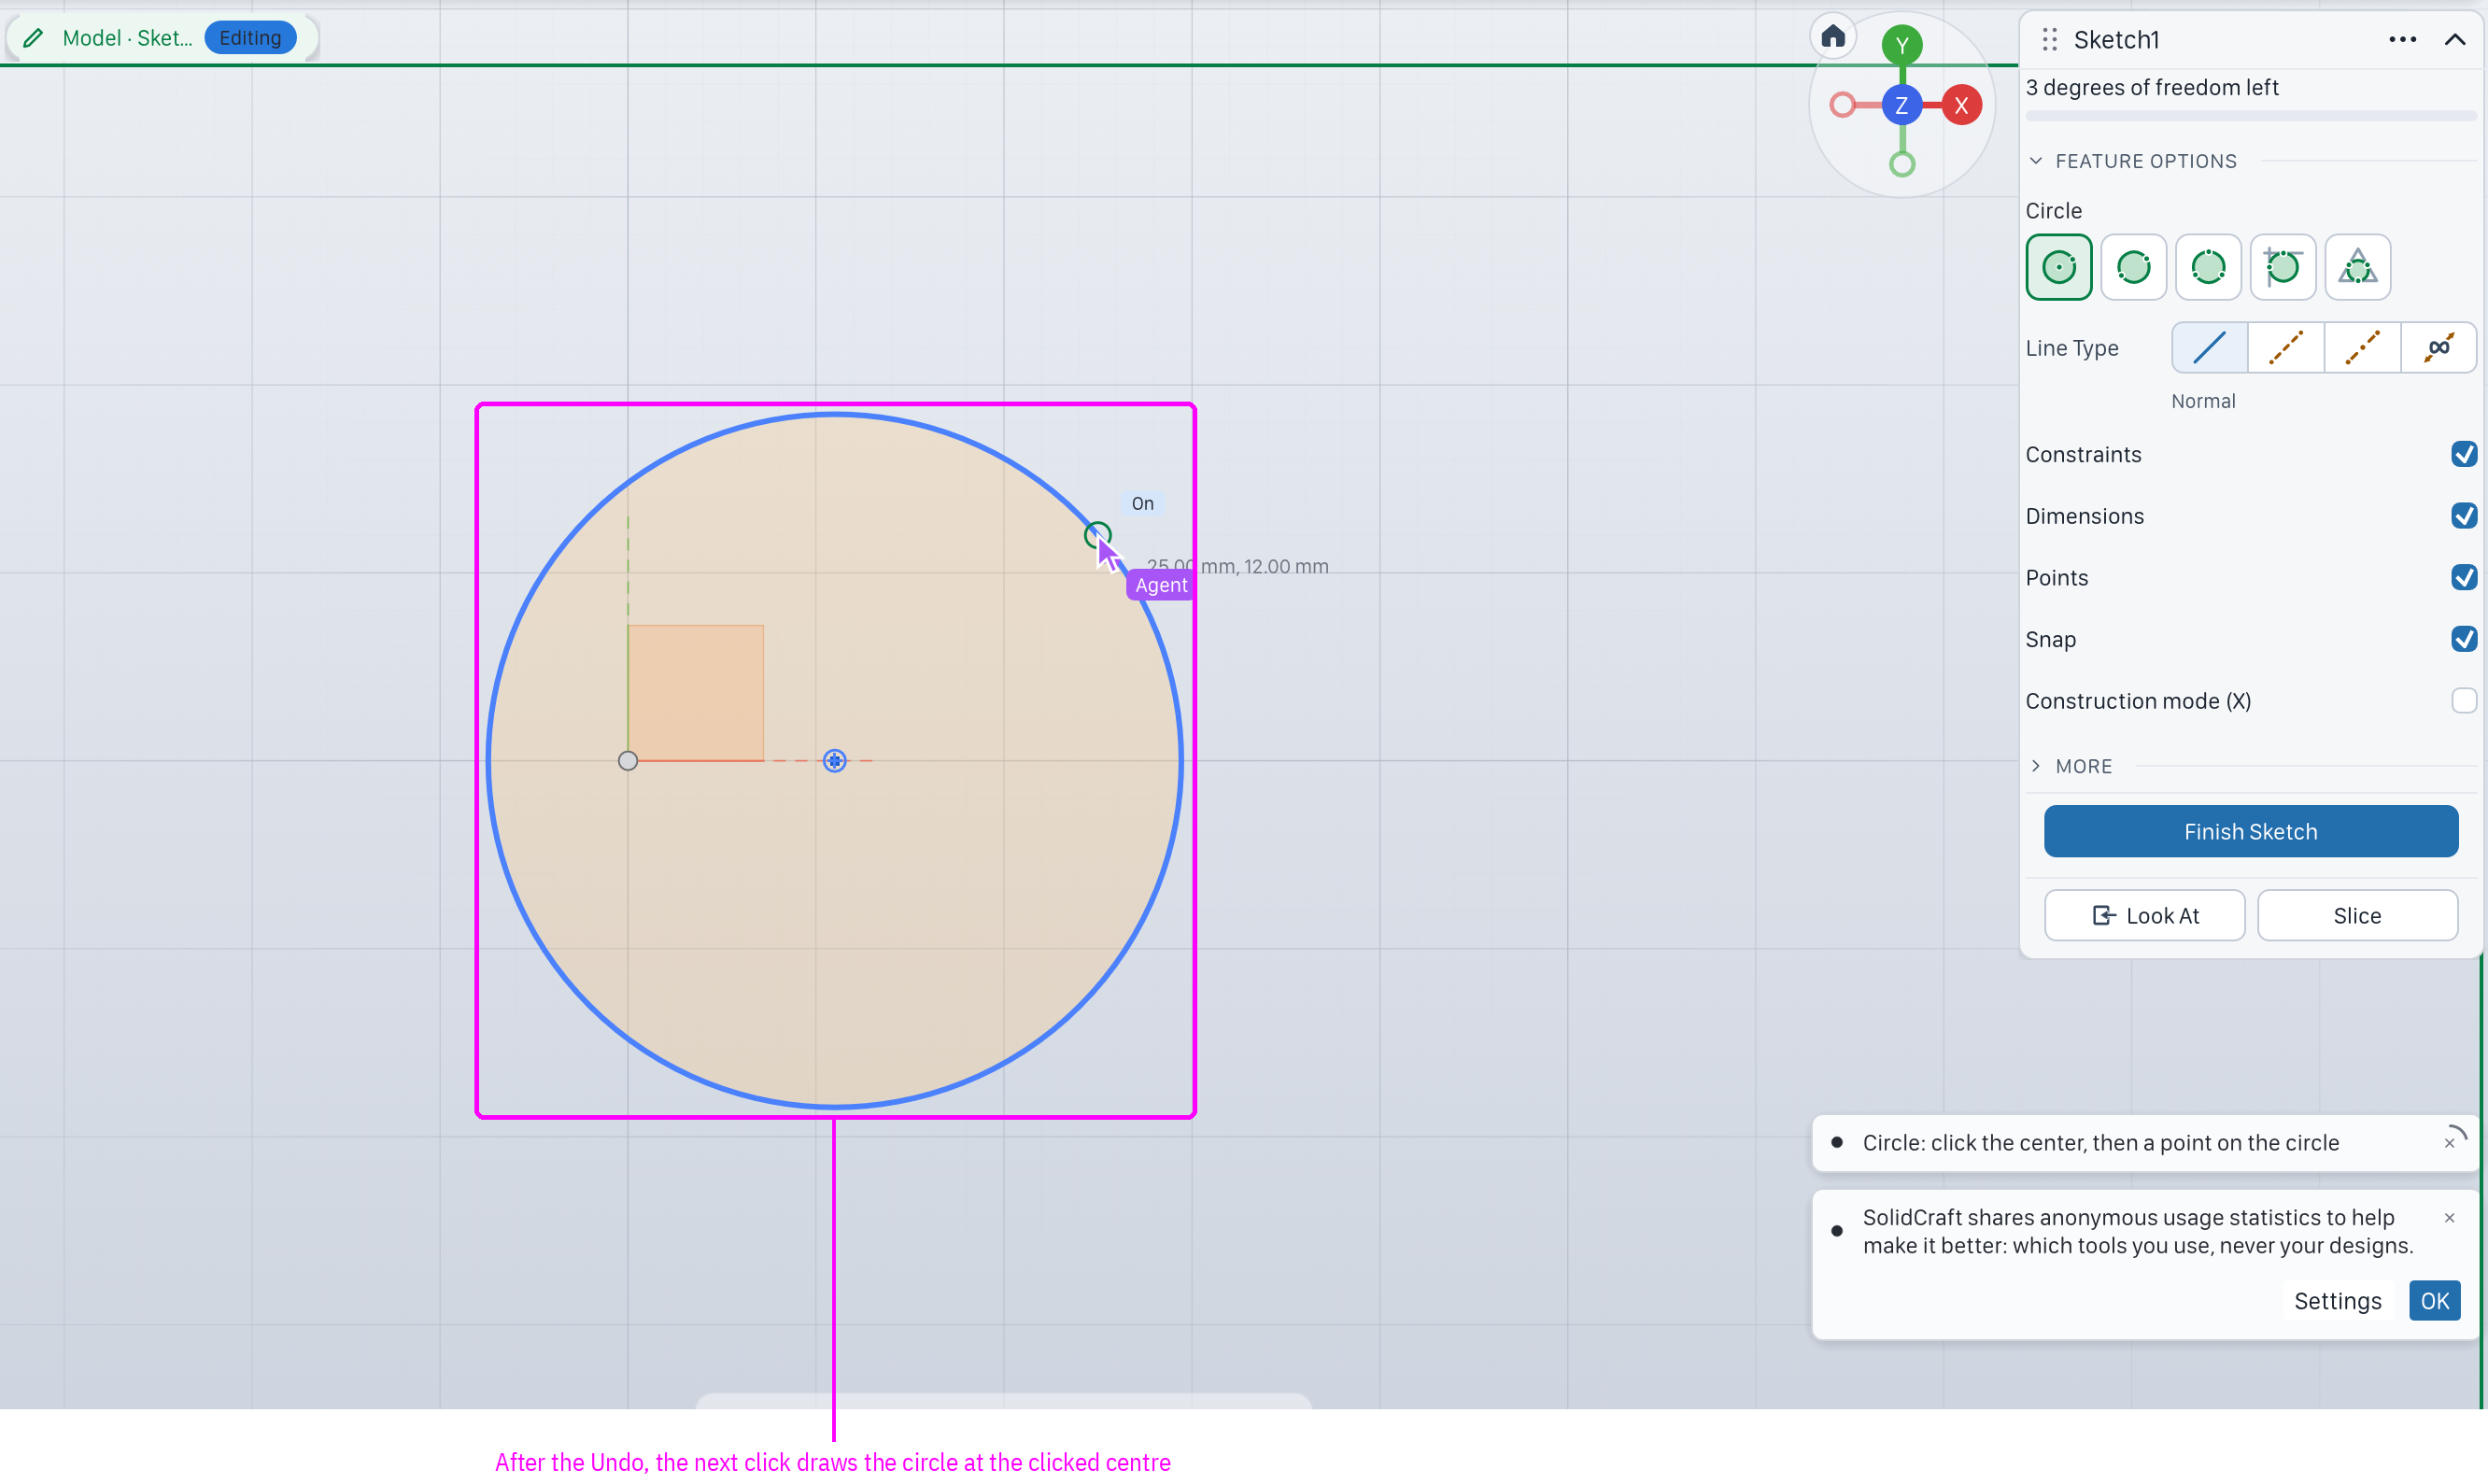 Model · Sket... Editing
Y
Z
X
Sketch1
3 degrees of freedom left
FEATURE OPTIONS
Circle
Line Type
Normal
Constraints
Dimensions
Points
Snap
Construction mode (X)
MORE
Finish Sketch
Look At
Slice
On
25.00 mm, 12.00 mm
Agent
Circle: click the center, then a point on the circle
SolidCraft shares anonymous usage statistics to help
make it better: which tools you use, never your designs.
Settings
OK
After the Undo, the next click draws the circle at the clicked centre